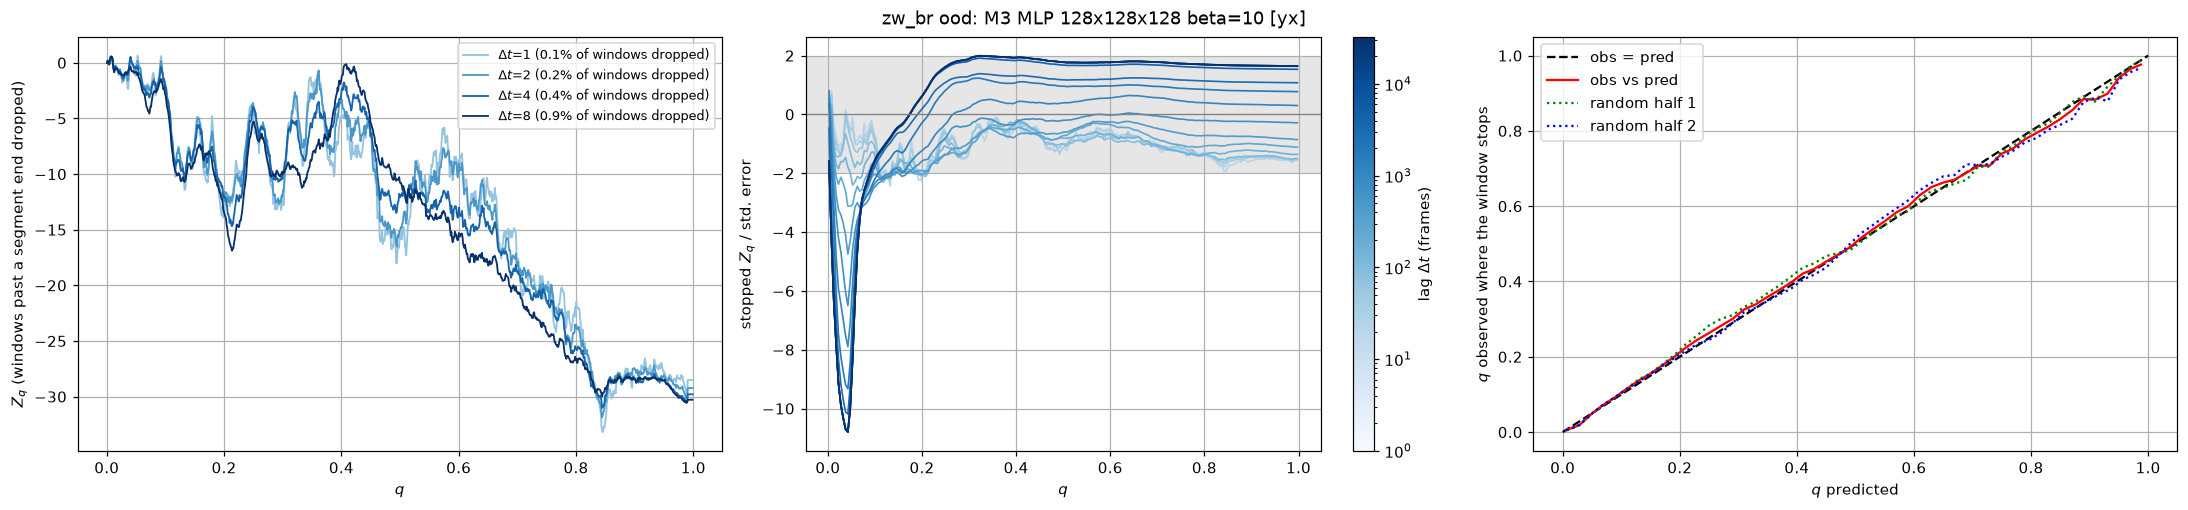 zw_br ood: M3 MLP 128x128x128 beta=10 [yx]
Z_q (windows past a segment end dropped)
0
−5
−10
−15
−20
−25
−30
0.0 0.2 0.4 0.6 0.8 1.0
q
Δt=1 (0.1% of windows dropped)
Δt=2 (0.2% of windows dropped)
Δt=4 (0.4% of windows dropped)
Δt=8 (0.9% of windows dropped)
stopped Z_q / std. error
2
0
−2
−4
−6
−8
−10
0.0 0.2 0.4 0.6 0.8 1.0
q
10^4
10^3
10^2
10^1
10^0
lag Δt (frames)
q observed where the window stops
1.0
0.8
0.6
0.4
0.2
0.0
0.0 0.2 0.4 0.6 0.8 1.0
q predicted
obs = pred
obs vs pred
random half 1
random half 2